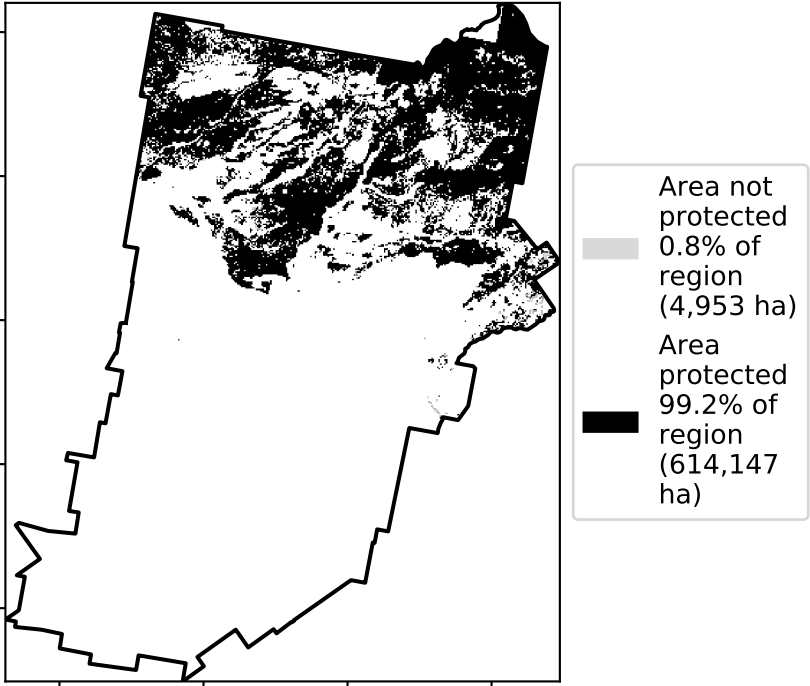 Area not
protected
0.8% of
region
(4,953 ha)
Area
protected
99.2% of
region
(614,147
ha)